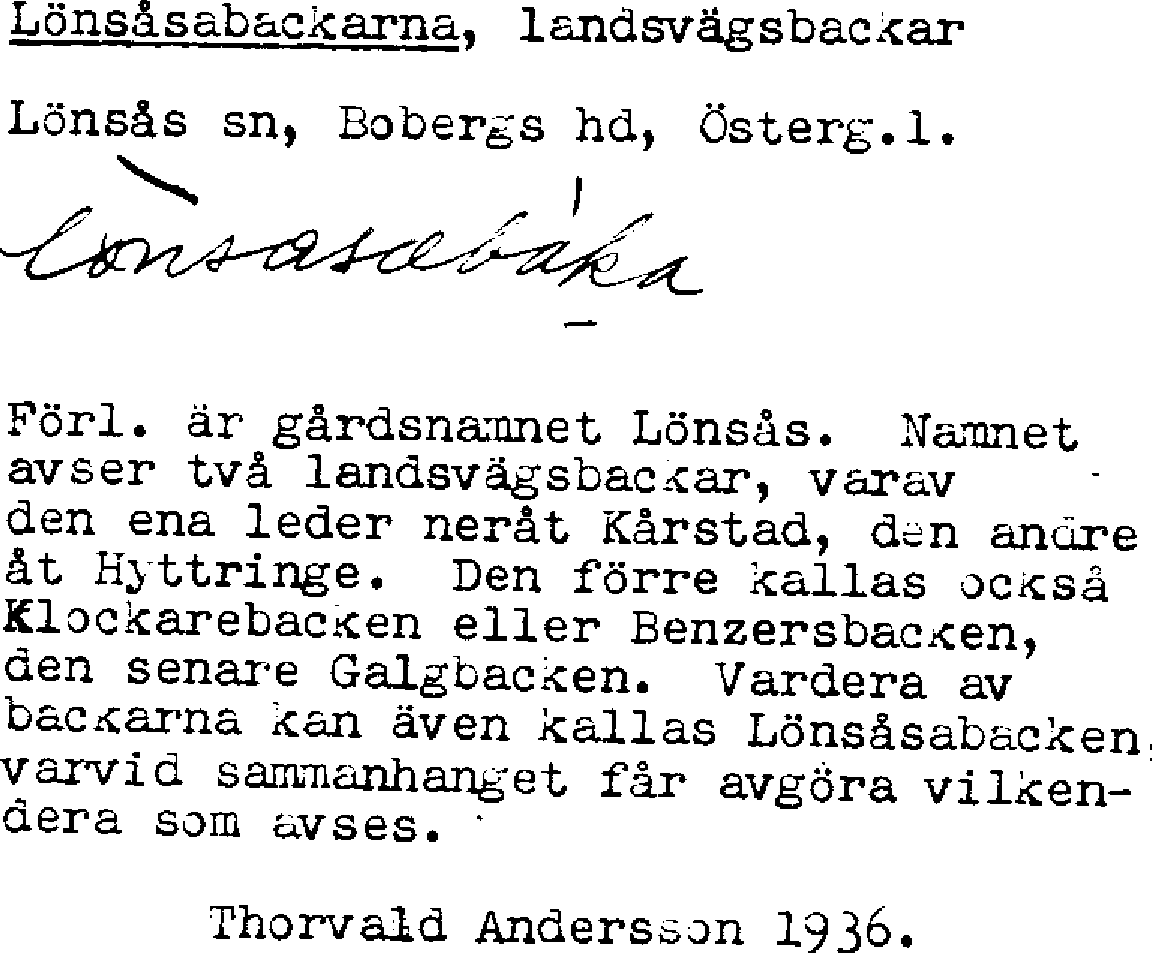 Lönsåsabackarna, landsvägsbackar
Lönsås sn, Bobergs hd, Österg.l.
lönsåsabáka
Förl. är gårdsnamnet Lönsås. Namnet
avser två landsvägsbackar, varav
den ena leder neråt Kårstad, den andre
åt Hyttringe. Den förre kallas också
Klockarebacken eller Benzersbacken,
den senare Galgbacken. Vardera av
backarna kan även kallas Lönsåsabacken,
varvid sammanhanget får avgöra vilken-
dera som avses.
Thorvald Andersson 1936.